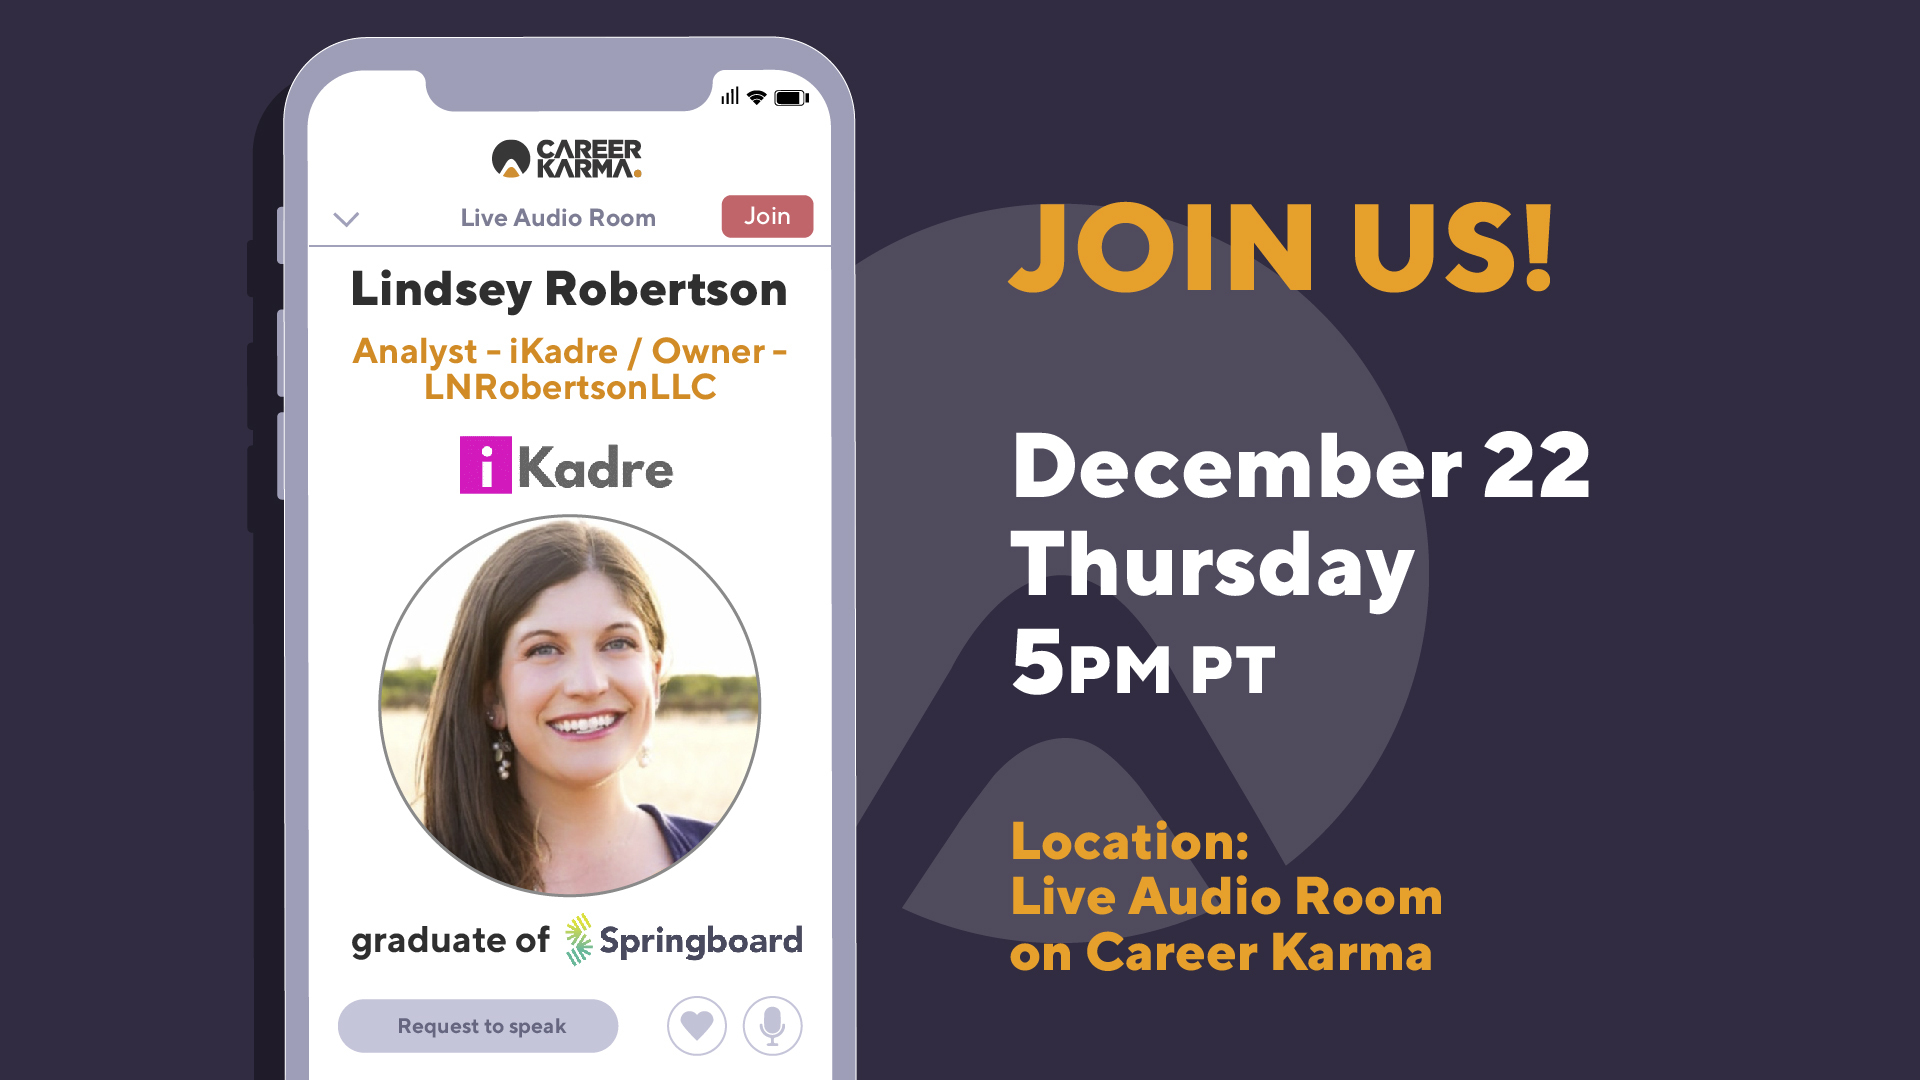 CAREER
KARMA.
Live Audio Room
Join
Lindsey Robertson
Analyst - iKadre / Owner -
LNRobertsonLLC
i Kadre
graduate of Springboard
Request to speak
JOIN US!
December 22
Thursday
5PM PT
Location:
Live Audio Room
on Career Karma